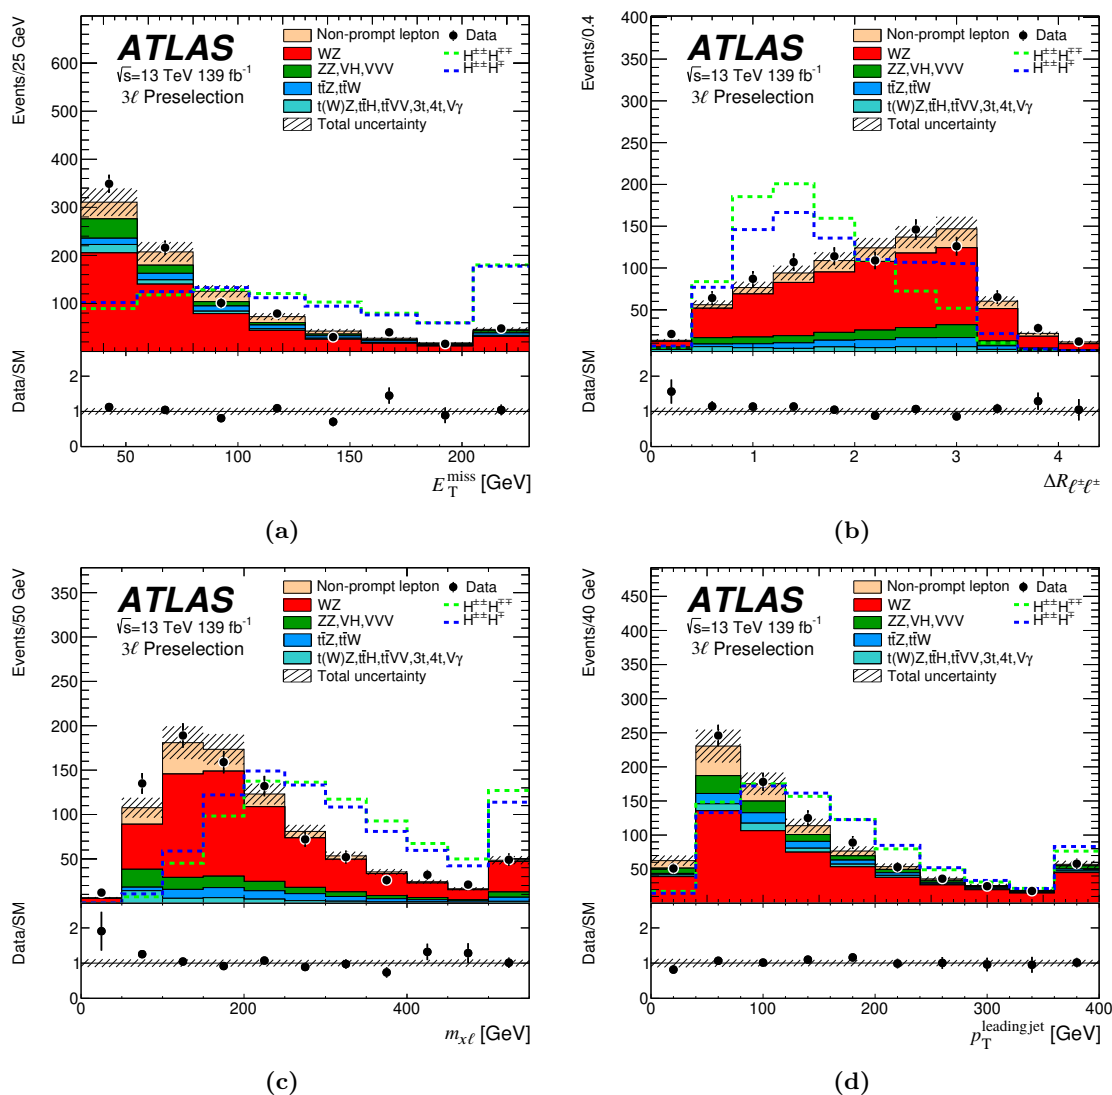 Events/25 GeV
600
500
400
300
200
100
ATLAS
√s=13 TeV 139 fb⁻¹
3ℓ Preselection
Non-prompt lepton
WZ
ZZ,VH,VVV
tt̄Z,tt̄W
t(W)Z,tt̄H,tt̄VV,3t,4t,Vγ
Total uncertainty
Data
H±±H∓∓
H±±H∓
Data/SM
2
1
0
50 100 150 200
E_T^miss [GeV]
(a)
Events/0.4
400
350
300
250
200
150
100
50
ATLAS
√s=13 TeV 139 fb⁻¹
3ℓ Preselection
Non-prompt lepton
WZ
ZZ,VH,VVV
tt̄Z,tt̄W
t(W)Z,tt̄H,tt̄VV,3t,4t,Vγ
Total uncertainty
Data
H±±H∓∓
H±±H∓
Data/SM
2
1
0
0 1 2 3 4
ΔR_ℓ±ℓ±
(b)
Events/50 GeV
350
300
250
200
150
100
50
ATLAS
√s=13 TeV 139 fb⁻¹
3ℓ Preselection
Non-prompt lepton
WZ
ZZ,VH,VVV
tt̄Z,tt̄W
t(W)Z,tt̄H,tt̄VV,3t,4t,Vγ
Total uncertainty
Data
H±±H∓∓
H±±H∓
Data/SM
2
1
0
0 200 400
m_xℓ [GeV]
(c)
Events/40 GeV
450
400
350
300
250
200
150
100
50
ATLAS
√s=13 TeV 139 fb⁻¹
3ℓ Preselection
Non-prompt lepton
WZ
ZZ,VH,VVV
tt̄Z,tt̄W
t(W)Z,tt̄H,tt̄VV,3t,4t,Vγ
Total uncertainty
Data
H±±H∓∓
H±±H∓
Data/SM
2
1
0
0 100 200 300 400
p_T^leading jet [GeV]
(d)